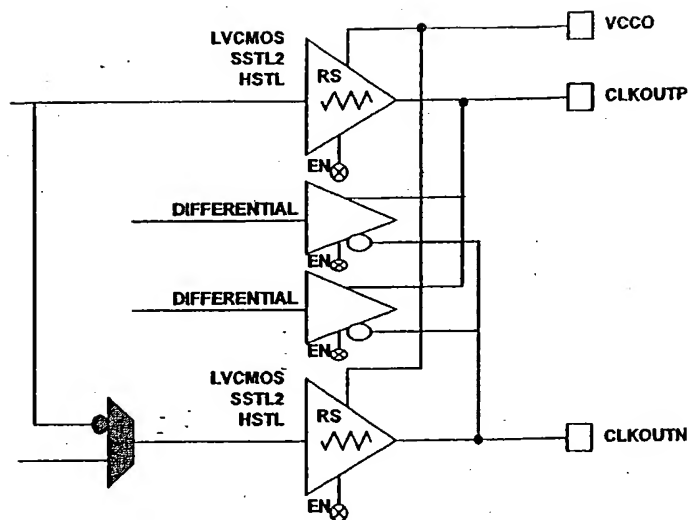 VCCO
LVCMOS
SSTL2
HSTL
RS
CLKOUTP
EN
DIFFERENTIAL
EN
DIFFERENTIAL
EN
LVCMOS
SSTL2
HSTL
RS
CLKOUTN
EN